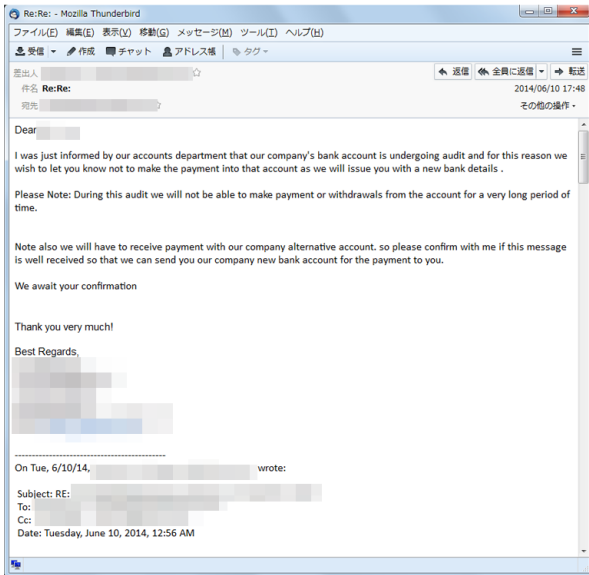 Re:Re: - Mozilla Thunderbird
ファイル(F) 編集(E) 表示(V) 移動(G) メッセージ(M) ツール(T) ヘルプ(H)
受信 作成 チャット アドレス帳 タグ
差出人 返信 全員に返信 転送
件名 Re:Re: 2014/06/10 17:48
宛先 その他の操作
Dear
I was just informed by our accounts department that our company's bank account is undergoing audit and for this reason we
wish to let you know not to make the payment into that account as we will issue you with a new bank details .
Please Note: During this audit we will not be able to make payment or withdrawals from the account for a very long period of
time.
Note also we will have to receive payment with our company alternative account. so please confirm with me if this message
is well received so that we can send you our company new bank account for the payment to you.
We await your confirmation
Thank you very much!
Best Regards,
--------------------------------------------
On Tue, 6/10/14, wrote:
Subject: RE:
To:
Cc:
Date: Tuesday, June 10, 2014, 12:56 AM